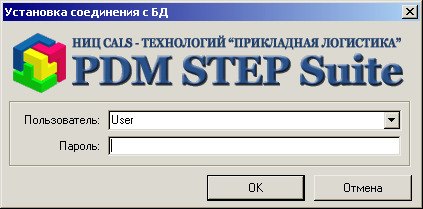 Установка соединения с БД
НИЦ CALS - ТЕХНОЛОГИЙ "ПРИКЛАДНАЯ ЛОГИСТИКА"
PDM STEP Suite
Пользователь: User
Пароль:
OK Отмена